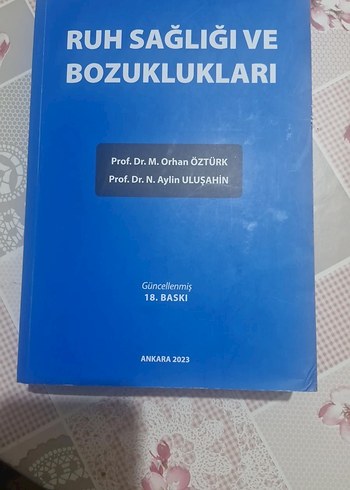 RUH SAĞLIĞI VE
BOZUKLUKLARI
Prof. Dr. M. Orhan ÖZTÜRK
Prof. Dr. N. Aylin ULUŞAHİN
Güncellenmiş
18. BASKI
ANKARA 2023